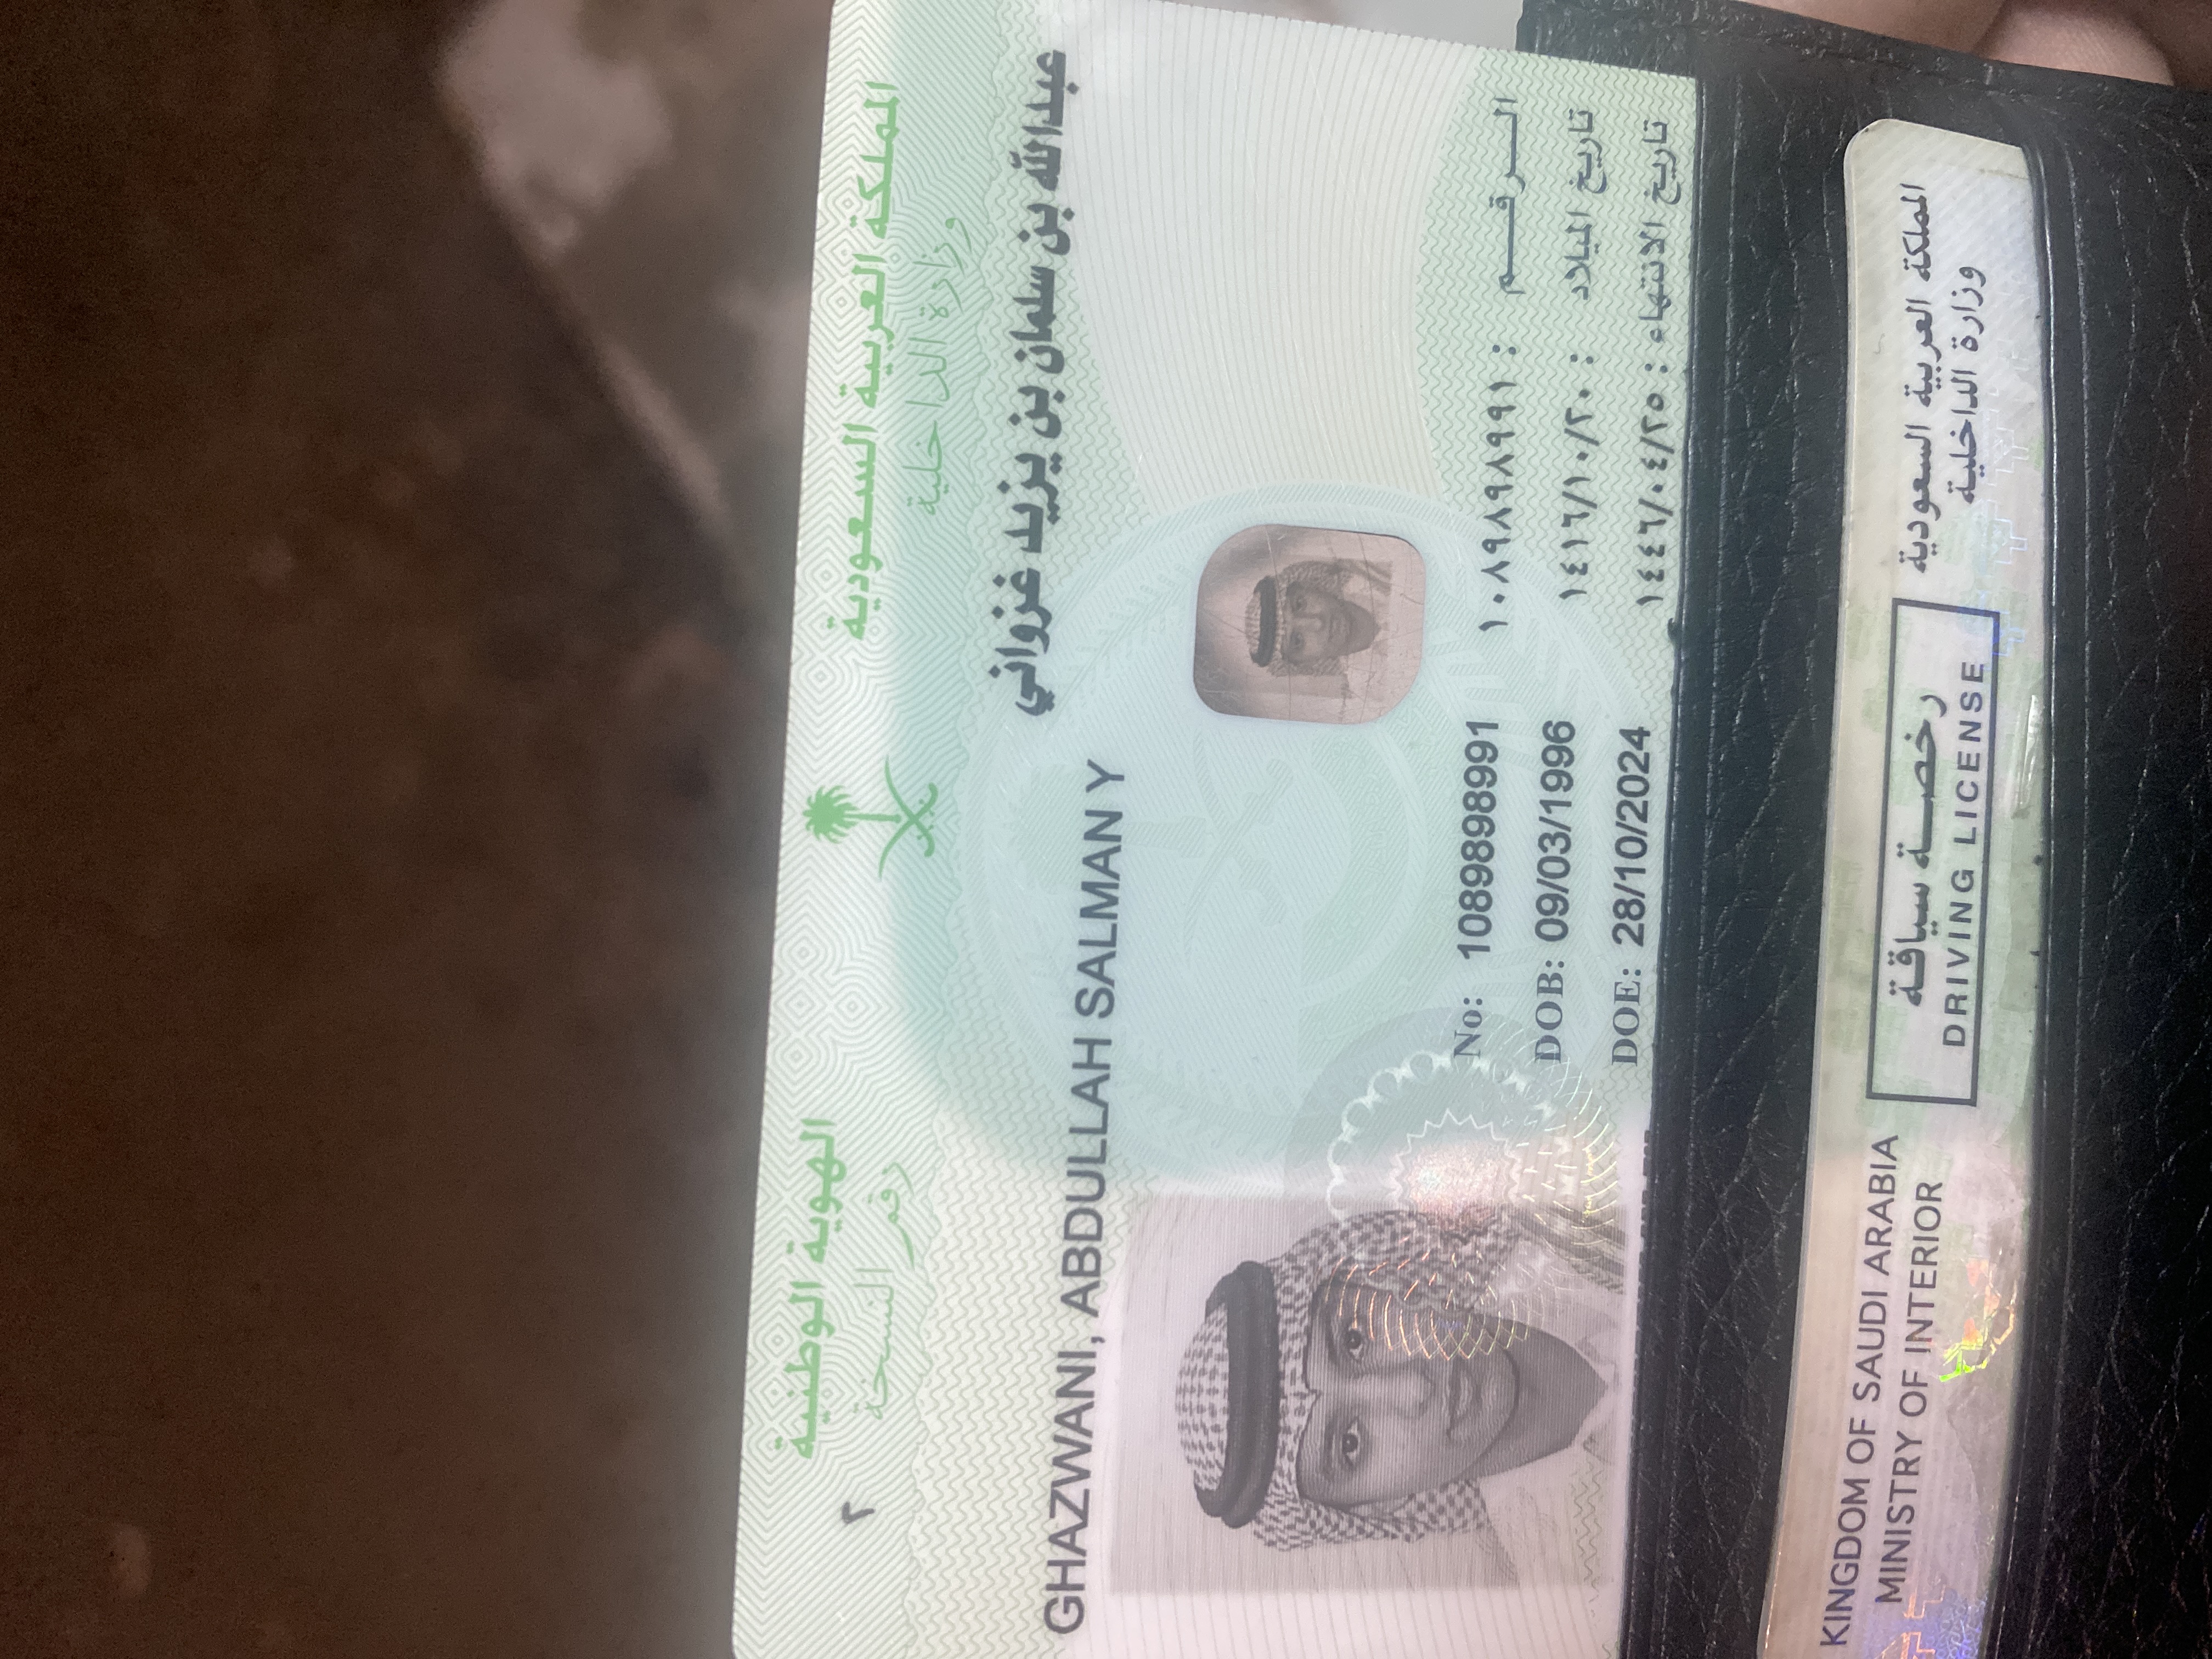 المملكة العربية السعودية
وزارة الداخلية
الهوية الوطنية
رقم النسخة ٢
عبدالله بن سلمان بن يزيد غزواني
GHAZWANI, ABDULLAH SALMAN Y
No: 1089898991
الرقم : ١٠٨٩٨٩٨٩٩١
DOB: 09/03/1996
تاريخ الميلاد : ١٤١٦/١٠/٢٠
DOE: 28/10/2024
تاريخ الانتهاء : ١٤٤٦/٠٤/٢٥
KINGDOM OF SAUDI ARABIA
MINISTRY OF INTERIOR
رخصة سياقة
DRIVING LICENSE
المملكة العربية السعودية
وزارة الداخلية